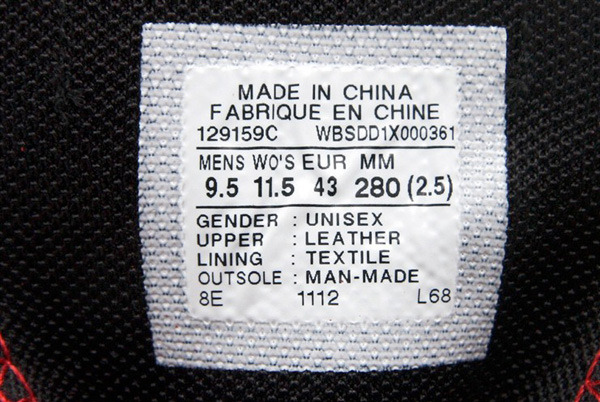 MADE IN CHINA
FABRIQUE EN CHINE
129159C WBSDD1X000361
MENS WO'S EUR MM
9.5 11.5 43 280 (2.5)
GENDER : UNISEX
UPPER : LEATHER
LINING : TEXTILE
OUTSOLE : MAN-MADE
8E 1112 L68